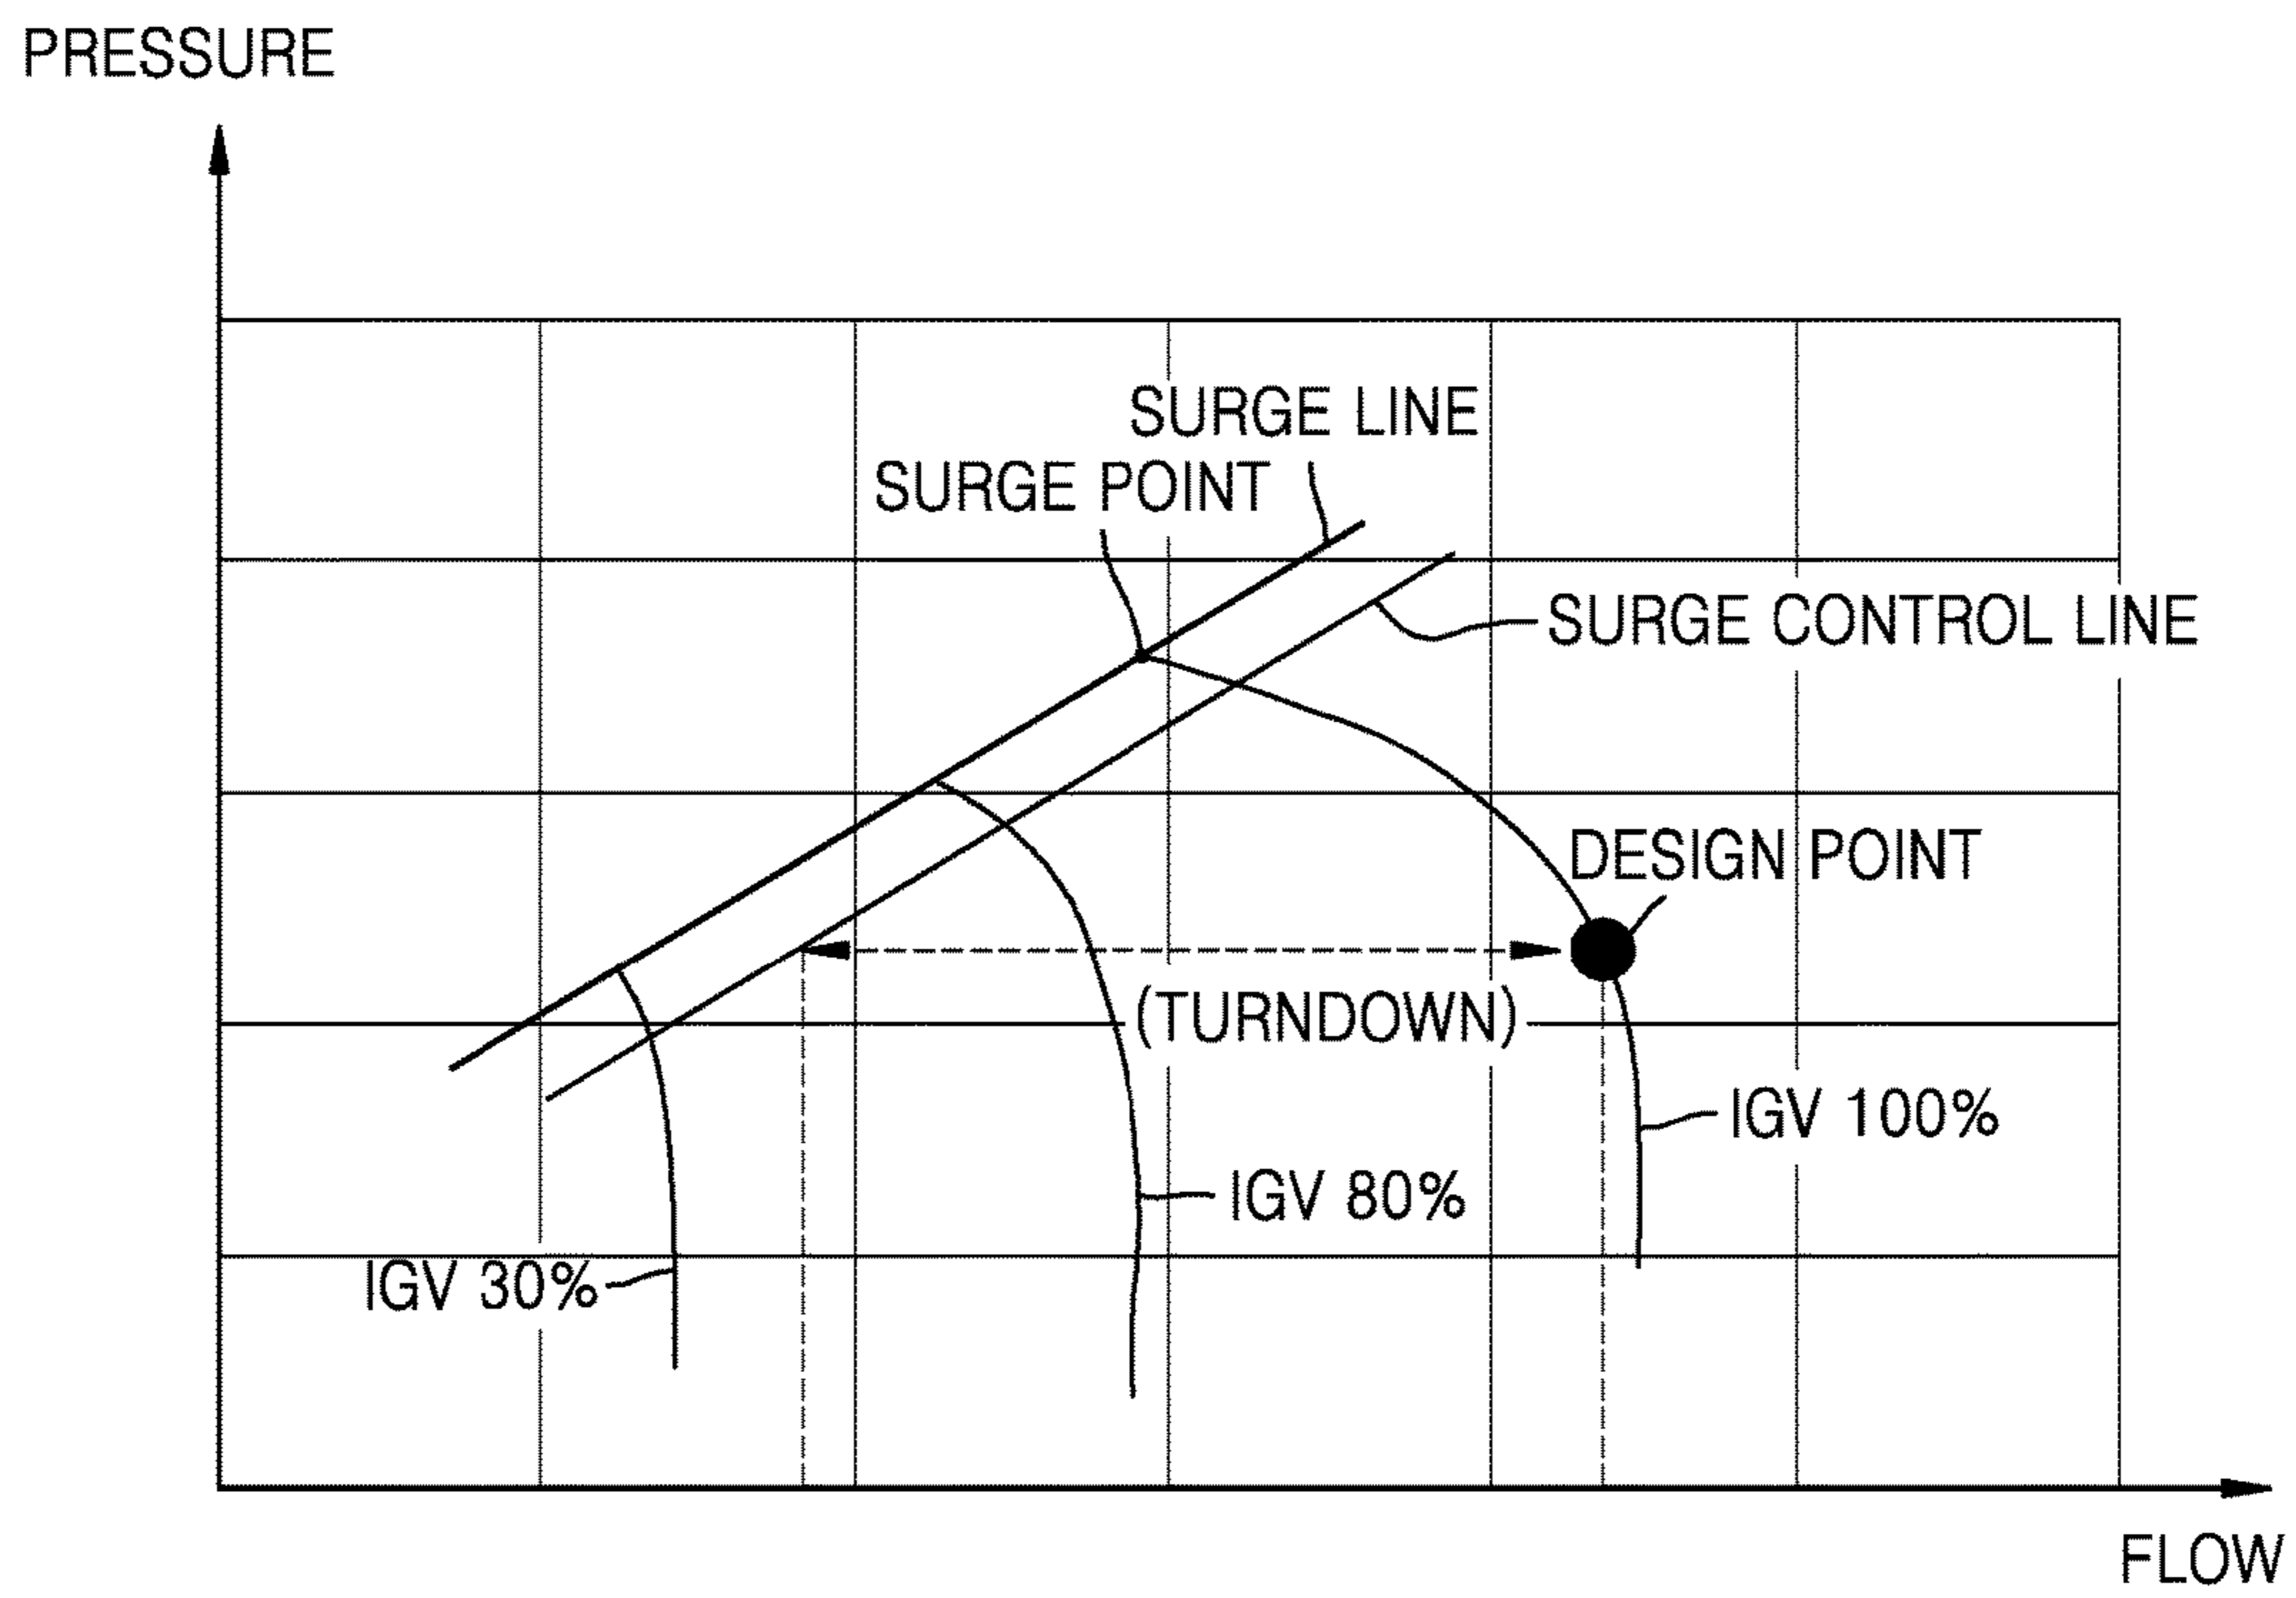 PRESSURE
SURGE LINE
SURGE POINT
SURGE CONTROL LINE
DESIGN POINT
(TURNDOWN)
IGV 100%
IGV 80%
IGV 30%
FLOW